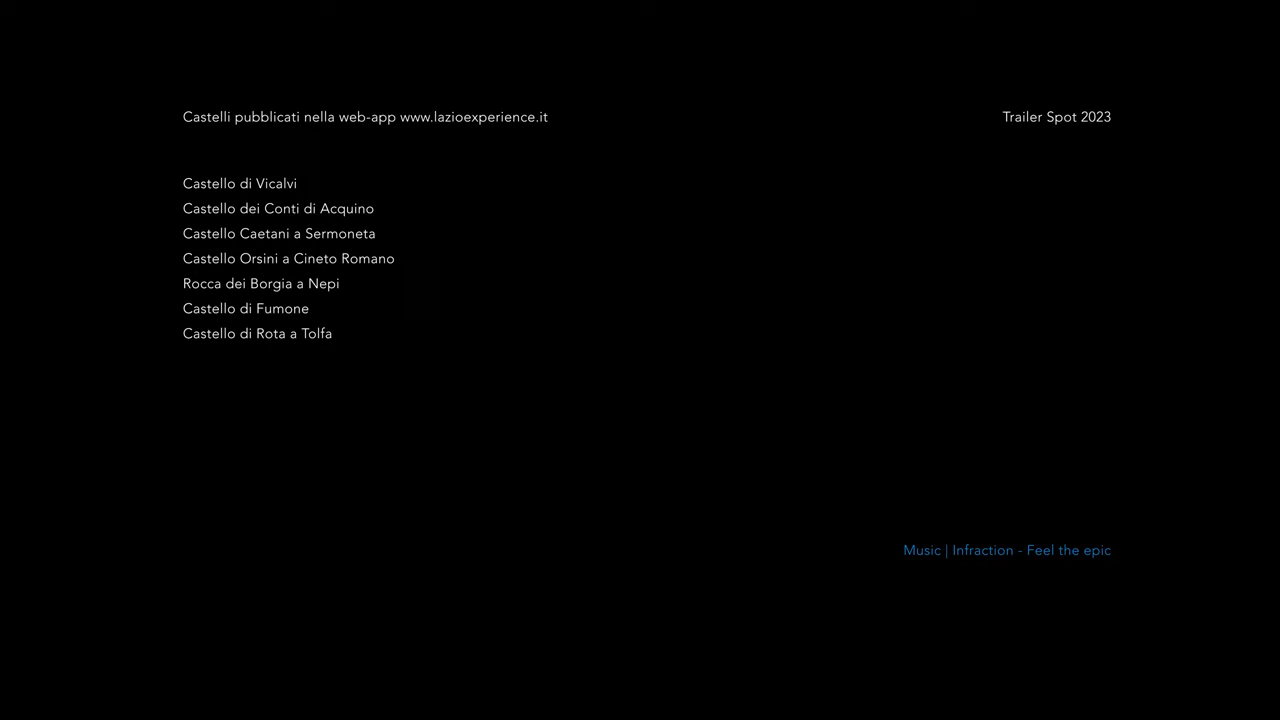 Castelli pubblicati nella web-app www.lazioexperience.it
Trailer Spot 2023
Castello di Vicalvi
Castello dei Conti di Acquino
Castello Caetani a Sermoneta
Castello Orsini a Cineto Romano
Rocca dei Borgia a Nepi
Castello di Fumone
Castello di Rota a Tolfa
Music | Infraction - Feel the epic